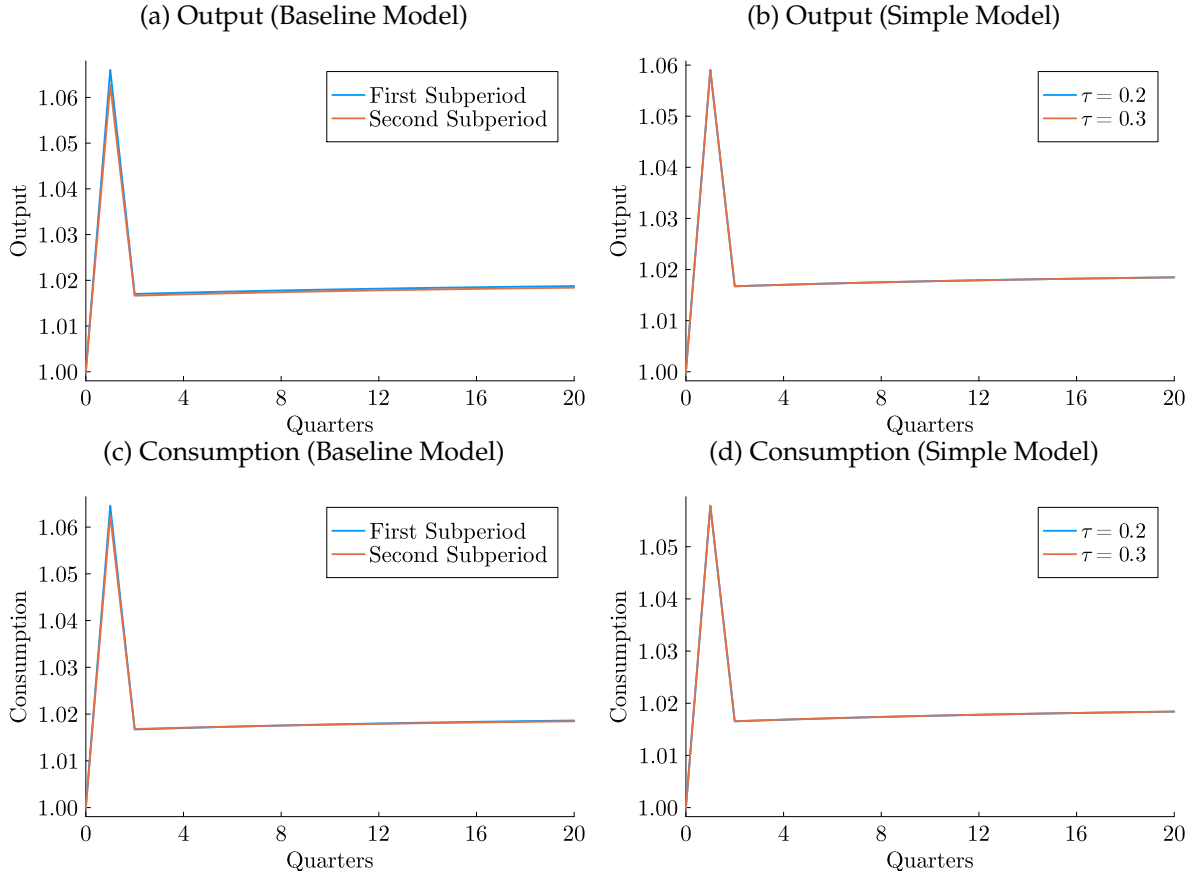 (a) Output (Baseline Model)
Output
1.06
1.05
1.04
1.03
1.02
1.01
1.00
First Subperiod
Second Subperiod
0 4 8 12 16 20
Quarters
(b) Output (Simple Model)
Output
1.06
1.05
1.04
1.03
1.02
1.01
1.00
τ = 0.2
τ = 0.3
0 4 8 12 16 20
Quarters
(c) Consumption (Baseline Model)
Consumption
1.06
1.05
1.04
1.03
1.02
1.01
1.00
First Subperiod
Second Subperiod
0 4 8 12 16 20
Quarters
(d) Consumption (Simple Model)
Consumption
1.05
1.04
1.03
1.02
1.01
1.00
τ = 0.2
τ = 0.3
0 4 8 12 16 20
Quarters